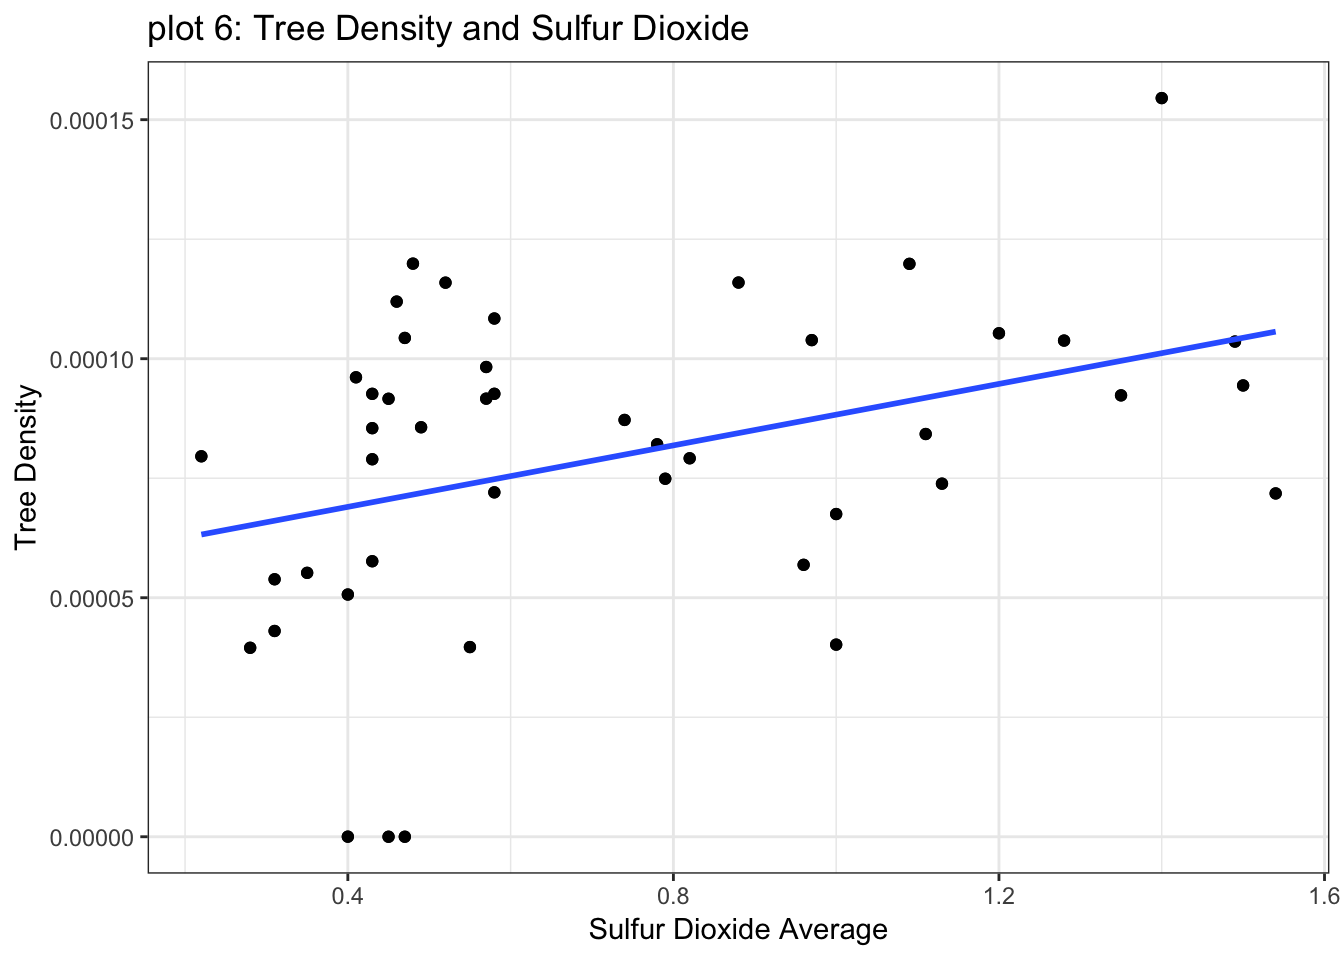 plot 6: Tree Density and Sulfur Dioxide
0.00015
0.00010
0.00005
0.00000
Tree Density
0.4 0.8 1.2 1.6
Sulfur Dioxide Average